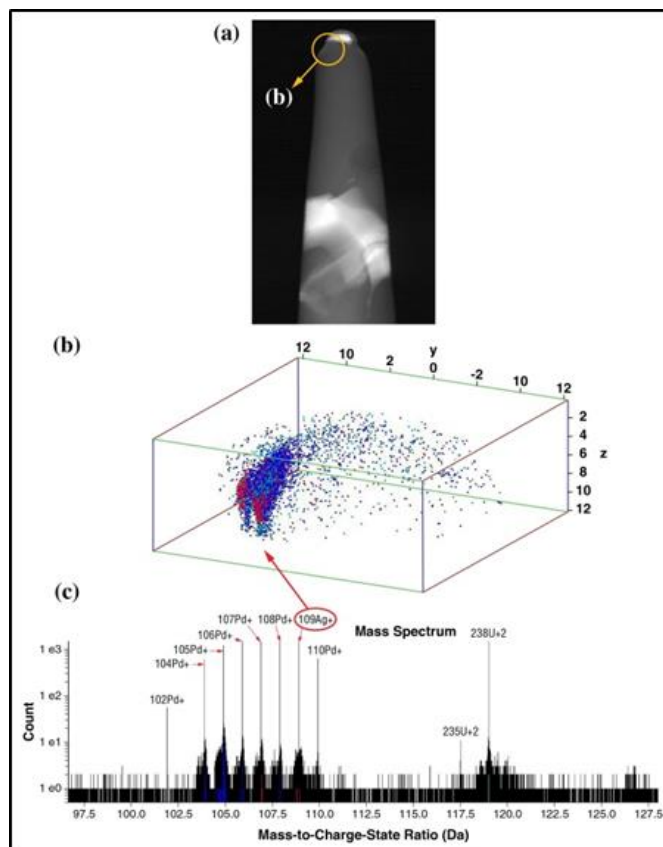 (a)
(b)
(b)
12 10 2 y 0 -2 10 12
2
4
6
8
10
12
z
(c)
107Pd+ 108Pd+ 109Ag+ Mass Spectrum 238U+2
106Pd+ 110Pd+
105Pd+
104Pd+
102Pd+
235U+2
Count
1 e3
1 e2
1 e1
1 e0
97.5 100.0 102.5 105.0 107.5 110.0 112.5 115.0 117.5 120.0 122.5 125.0 127.5
Mass-to-Charge-State Ratio (Da)